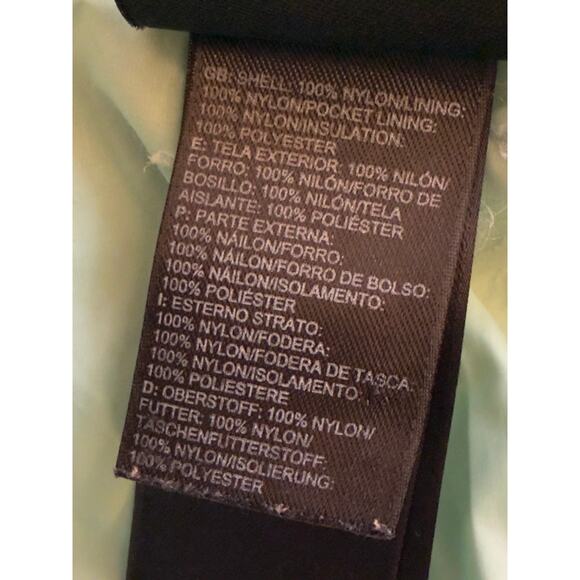 GB: SHELL: 100% NYLON/LINING:
100% NYLON/POCKET LINING:
100% NYLON/INSULATION:
100% POLYESTER
E: TELA EXTERIOR: 100% NILÓN/
FORRO: 100% NILÓN/FORRO DE
BOSILLO: 100% NILÓN/TELA
AISLANTE: 100% POLIÉSTER
P: PARTE EXTERNA:
100% NÁILON/FORRO:
100% NÁILON/FORRO DE BOLSO:
100% NÁILON/ISOLAMENTO:
100% POLIÉSTER
I: ESTERNO STRATO:
100% NYLON/FODERA:
100% NYLON/FODERA DE TASCA:
100% NYLON/ISOLAMENTO:
100% POLIESTERE
D: OBERSTOFF: 100% NYLON/
FUTTER: 100% NYLON/
TASCHENFUTTERSTOFF:
100% NYLON/ISOLIERUNG:
100% POLYESTER